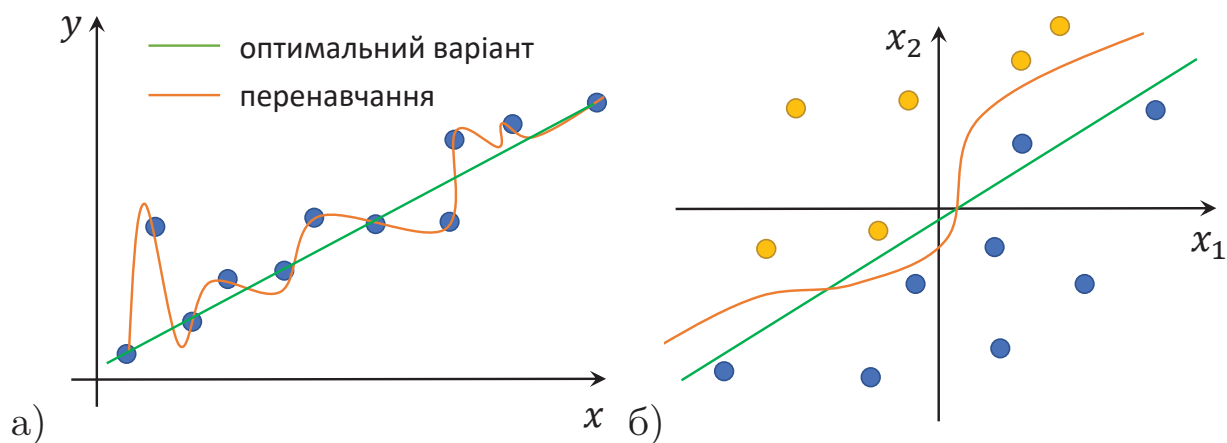 y
оптимальний варіант
перенавчання
x
а)
x₂
x₁
б)